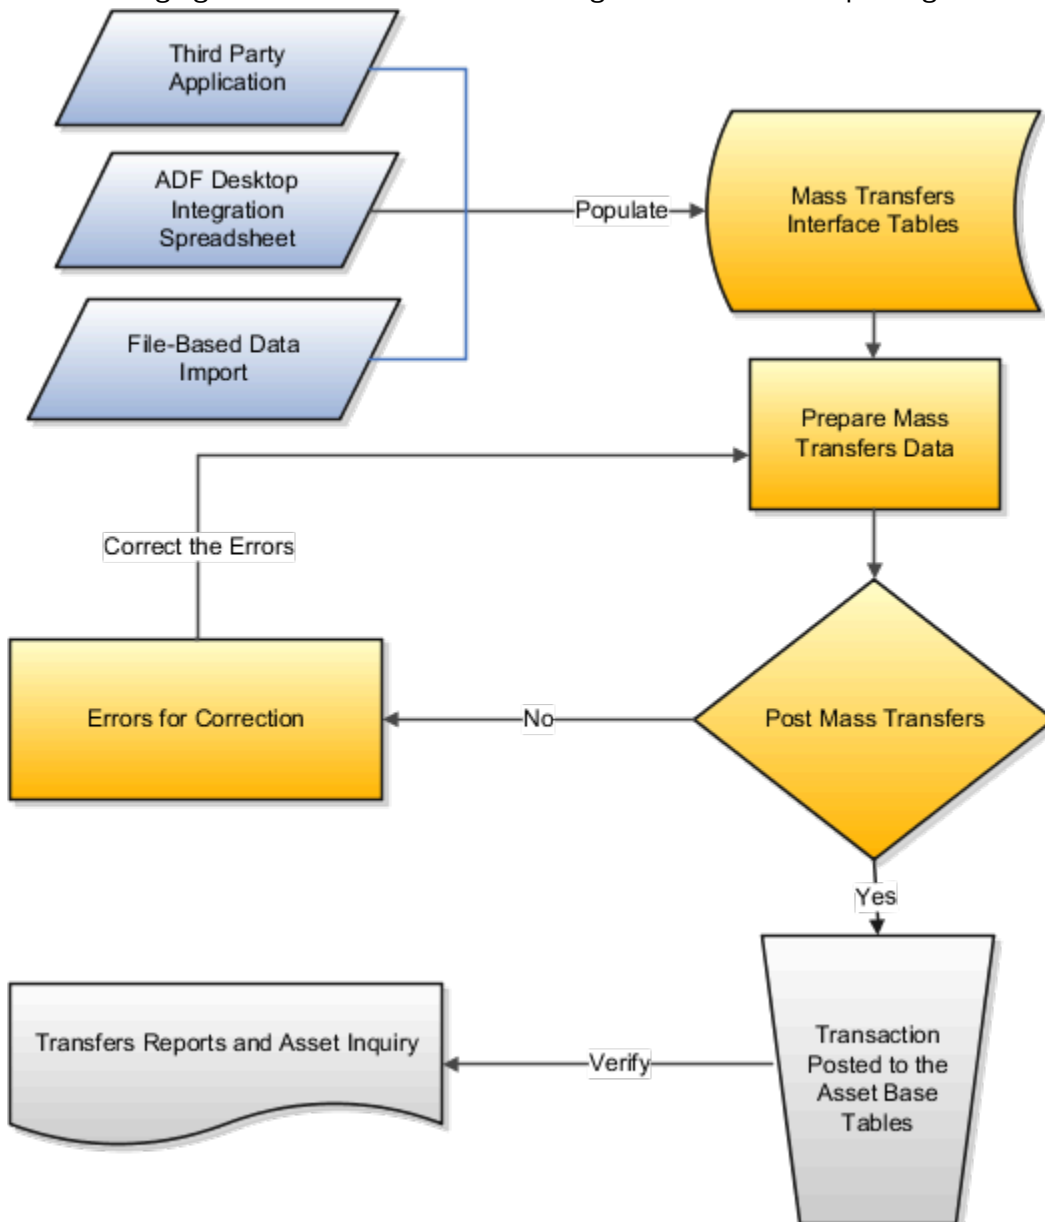 Third Party
Application
ADF Desktop
Integration
Spreadsheet
File-Based Data
Import
Populate
Mass Transfers
Interface Tables
Prepare Mass
Transfers Data
Correct the Errors
Errors for Correction
No
Post Mass Transfers
Yes
Transfers Reports and Asset Inquiry
Verify
Transaction
Posted to the
Asset Base
Tables